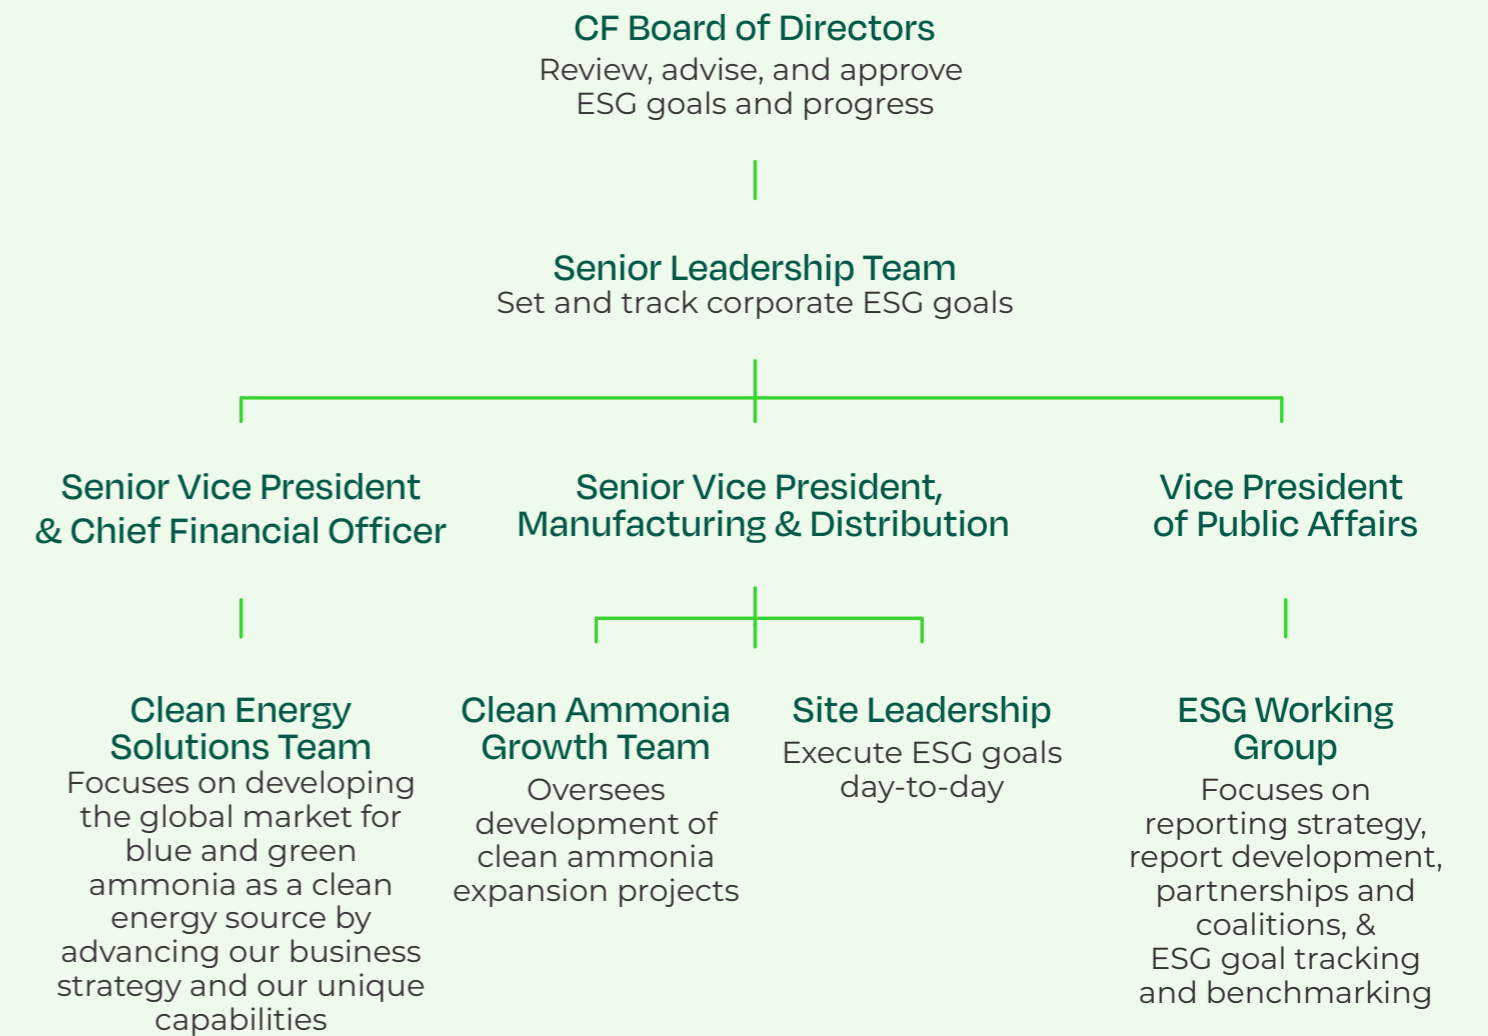 CF Board of Directors
Review, advise, and approve
ESG goals and progress
Senior Leadership Team
Set and track corporate ESG goals
Senior Vice President
& Chief Financial Officer
Senior Vice President,
Manufacturing & Distribution
Vice President
of Public Affairs
Clean Energy
Solutions Team
Focuses on developing
the global market for
blue and green
ammonia as a clean
energy source by
advancing our business
strategy and our unique
capabilities
Clean Ammonia
Growth Team
Oversees
development of
clean ammonia
expansion projects
Site Leadership
Execute ESG goals
day-to-day
ESG Working
Group
Focuses on
reporting strategy,
report development,
partnerships and
coalitions, &
ESG goal tracking
and benchmarking